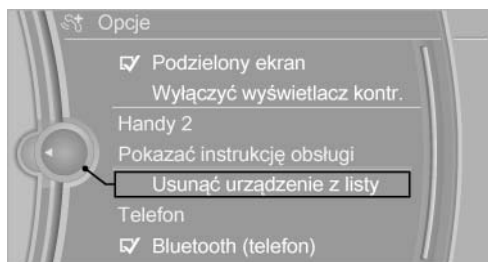 Opcje
Podzielony ekran
Wyłączyć wyświetlacz kontr.
Handy 2
Pokazać instrukcję obsługi
Usunąć urządzenie z listy
Telefon
Bluetooth (telefon)